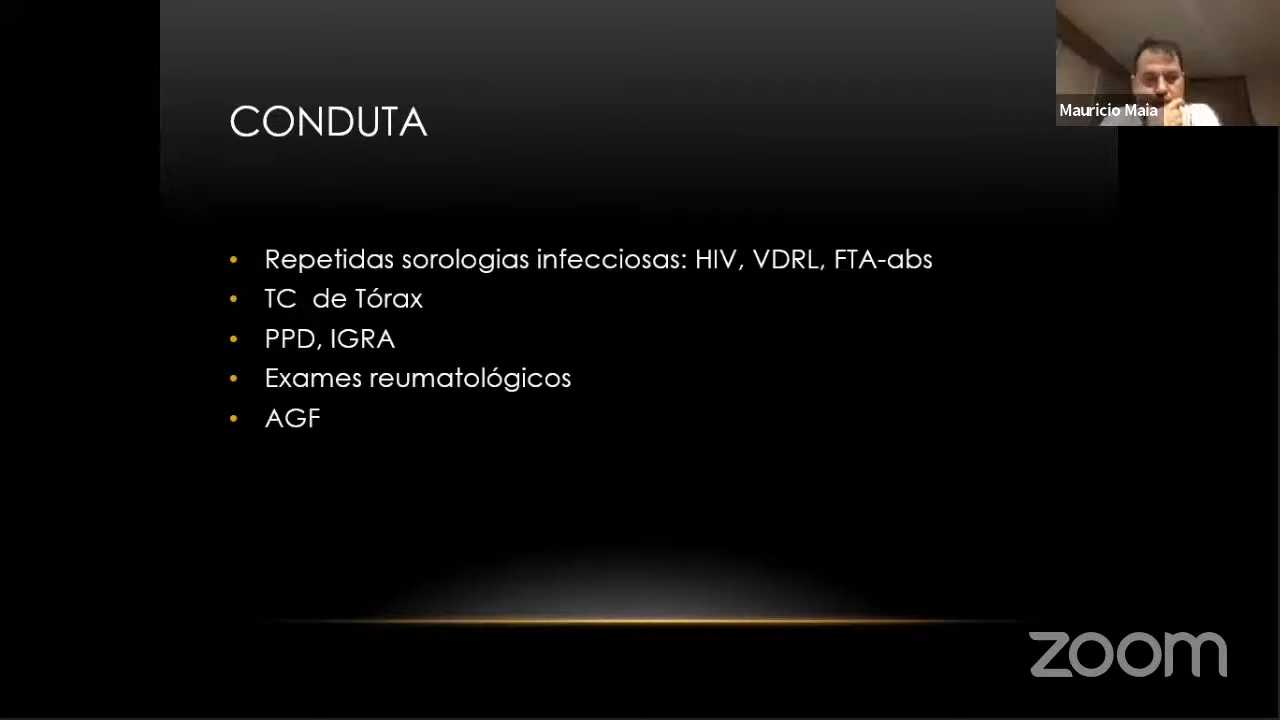 CONDUTA
Mauricio Maia
• Repetidas sorologias infecciosas: HIV, VDRL, FTA-abs
• TC de Tórax
• PPD, IGRA
• Exames reumatológicos
• AGF
zoom